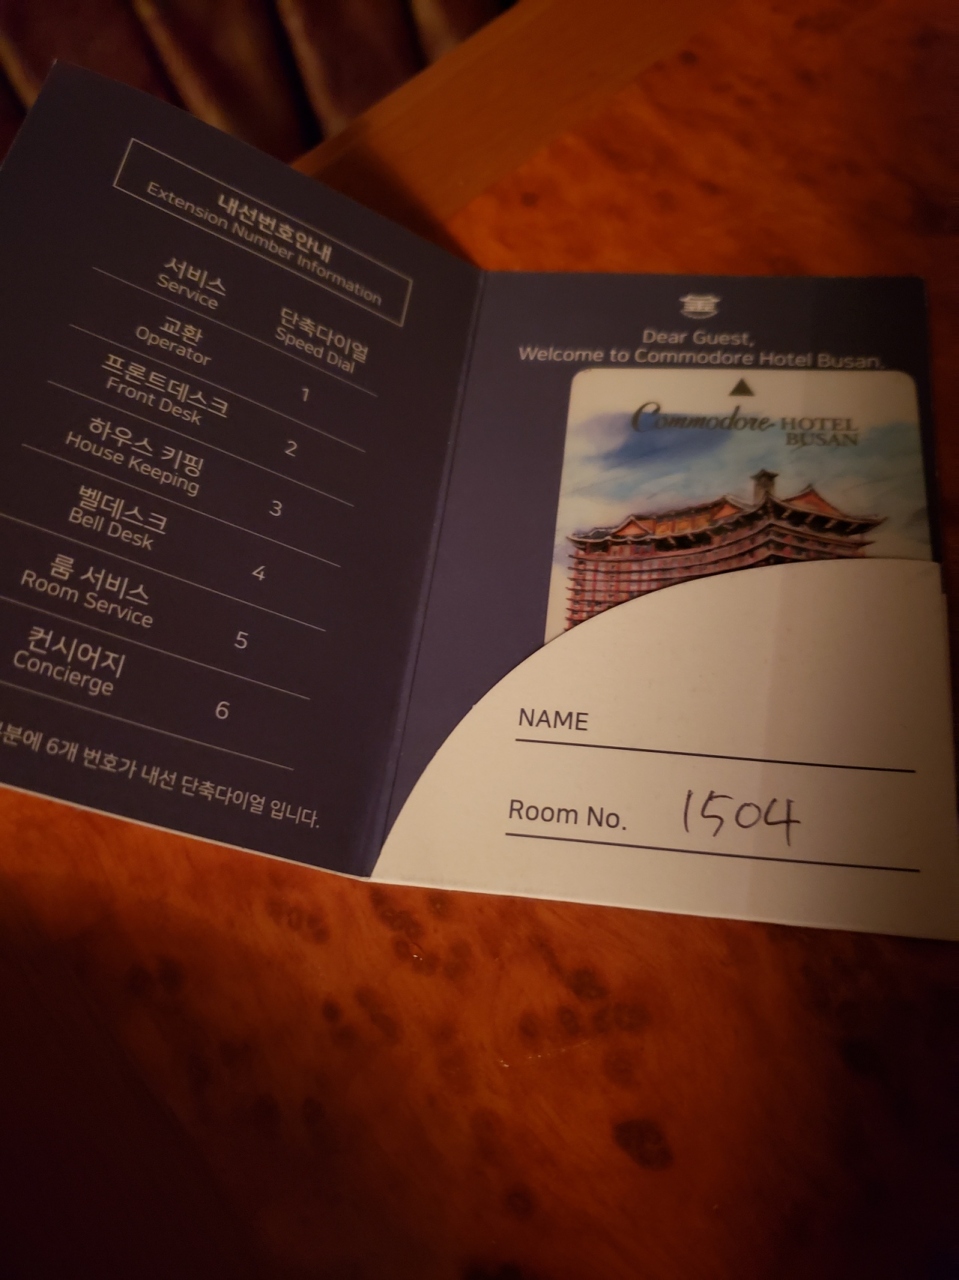 내선번호안내
Extension Number Information
서비스 단축다이얼
Service Speed Dial
교환
Operator 1
프론트데스크
Front Desk 2
하우스 키핑
House Keeping 3
벨데스크
Bell Desk 4
룸 서비스
Room Service 5
컨시어지
Concierge 6
6개 번호가 내선 단축다이얼 입니다.
Dear Guest,
Welcome to Commodore Hotel Busan.
Commodore HOTEL
BUSAN
NAME
Room No. 1504